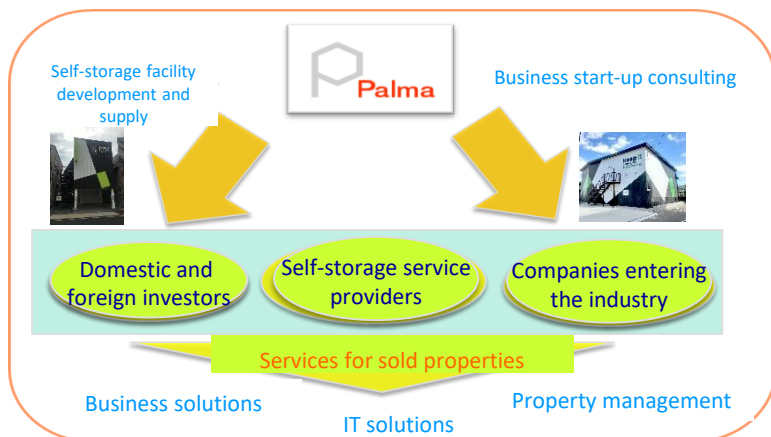 Self-storage facility
development and
supply
Palma
Business start-up consulting
Domestic and
foreign investors
Self-storage service
providers
Companies entering
the industry
Services for sold properties
Business solutions
IT solutions
Property management